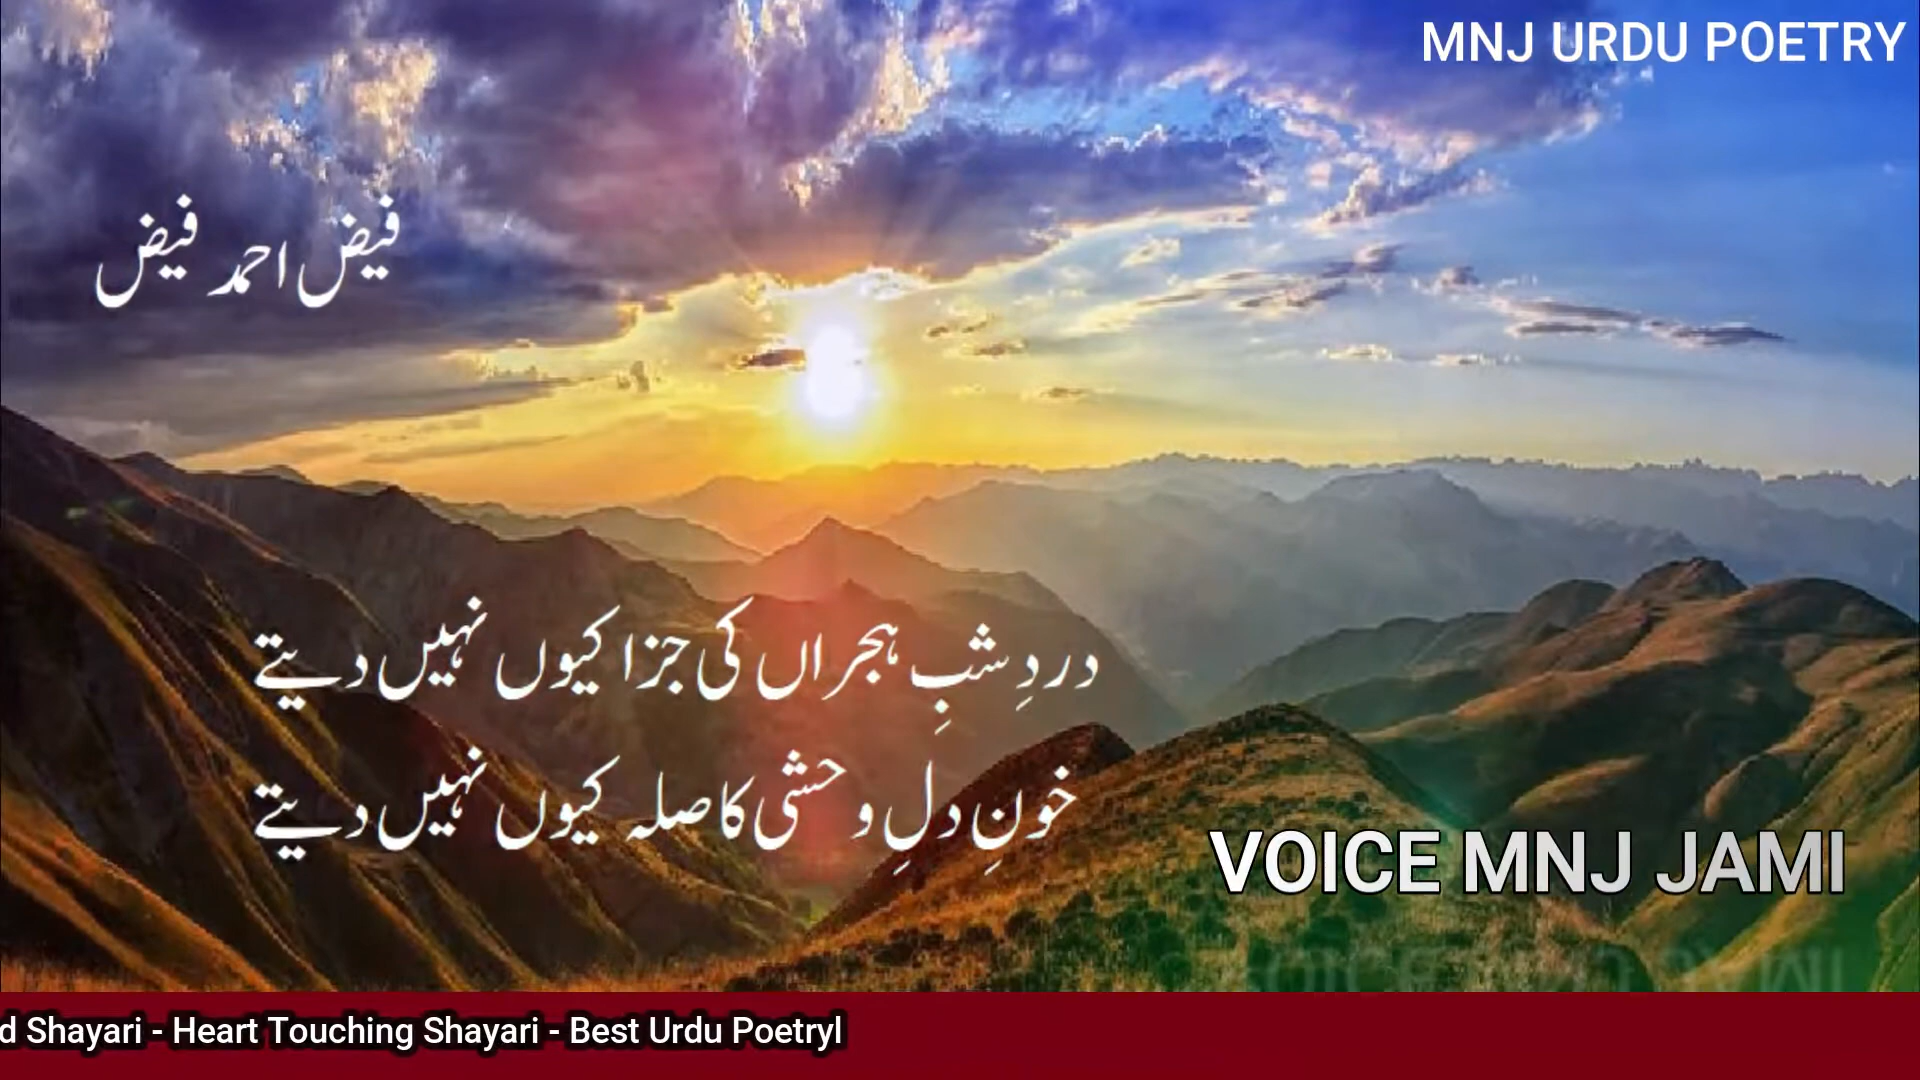 MNJ URDU POETRY
فیض احمد فیض
دردِ شبِ ہجراں کی جزا کیوں نہیں دیتے
خونِ دلِ وحشی کا صلہ کیوں نہیں دیتے
VOICE MNJ JAMI
d Shayari - Heart Touching Shayari - Best Urdu Poetryl